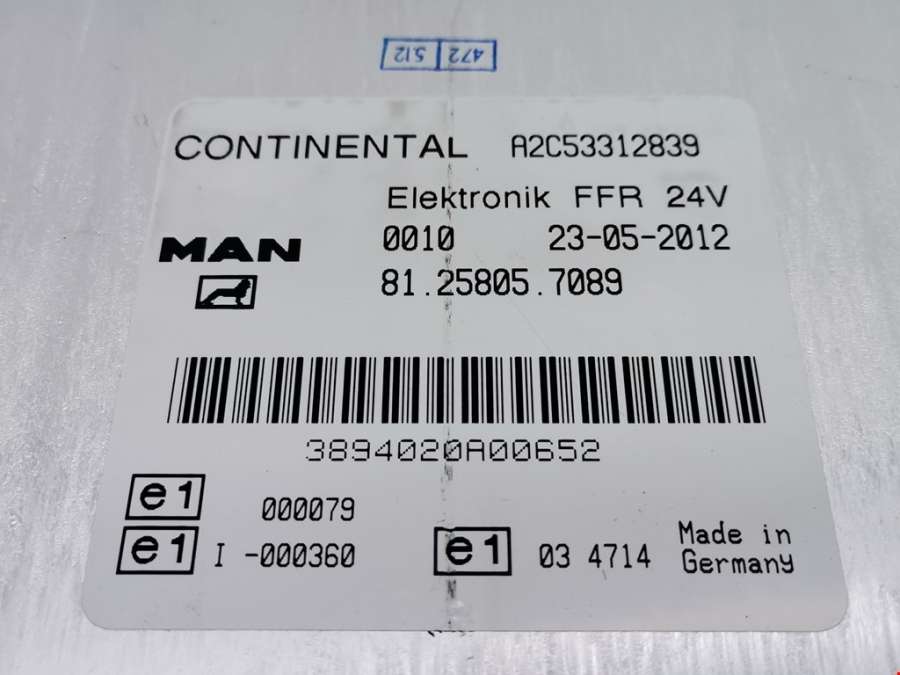 472 512
CONTINENTAL A2C53312839
Elektronik FFR 24V
MAN 0010 23-05-2012
81.25805.7089
3894020A00652
e1 000079
e1 I -000360 e1 03 4714 Made in
Germany